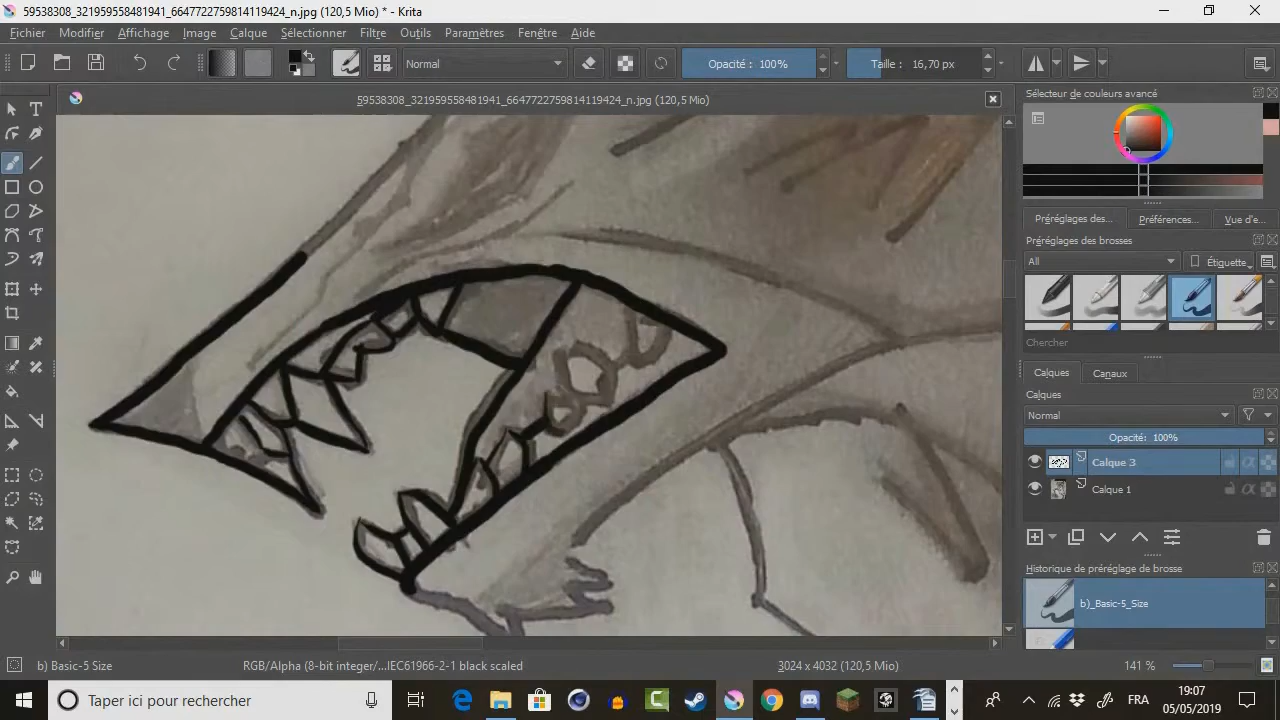 59538308_321959558481941_6647722759814119424_n.jpg (120,5 Mio) * - Krita
Fichier Modifier Affichage Image Calque Sélectionner Filtre Outils Paramètres Fenêtre Aide
Normal Opacité : 100% Taille : 16,70 px
59538308_321959558481941_6647722759814119424_n.jpg (120,5 Mio)
Sélecteur de couleurs avancé
Préréglages des... Préférences... Vue d'e...
Préréglages des brosses
All Étiquette
Chercher
Calques Canaux
Calques
Normal
Opacité: 100%
Calque 3
Calque 1
Historique de préréglage de brosse
b)_Basic-5_Size
b) Basic-5 Size RGB/Alpha (8-bit integer/...IEC61966-2-1 black scaled 3024 x 4032 (120,5 Mio) 141 %
Taper ici pour rechercher FRA 19:07
05/05/2019